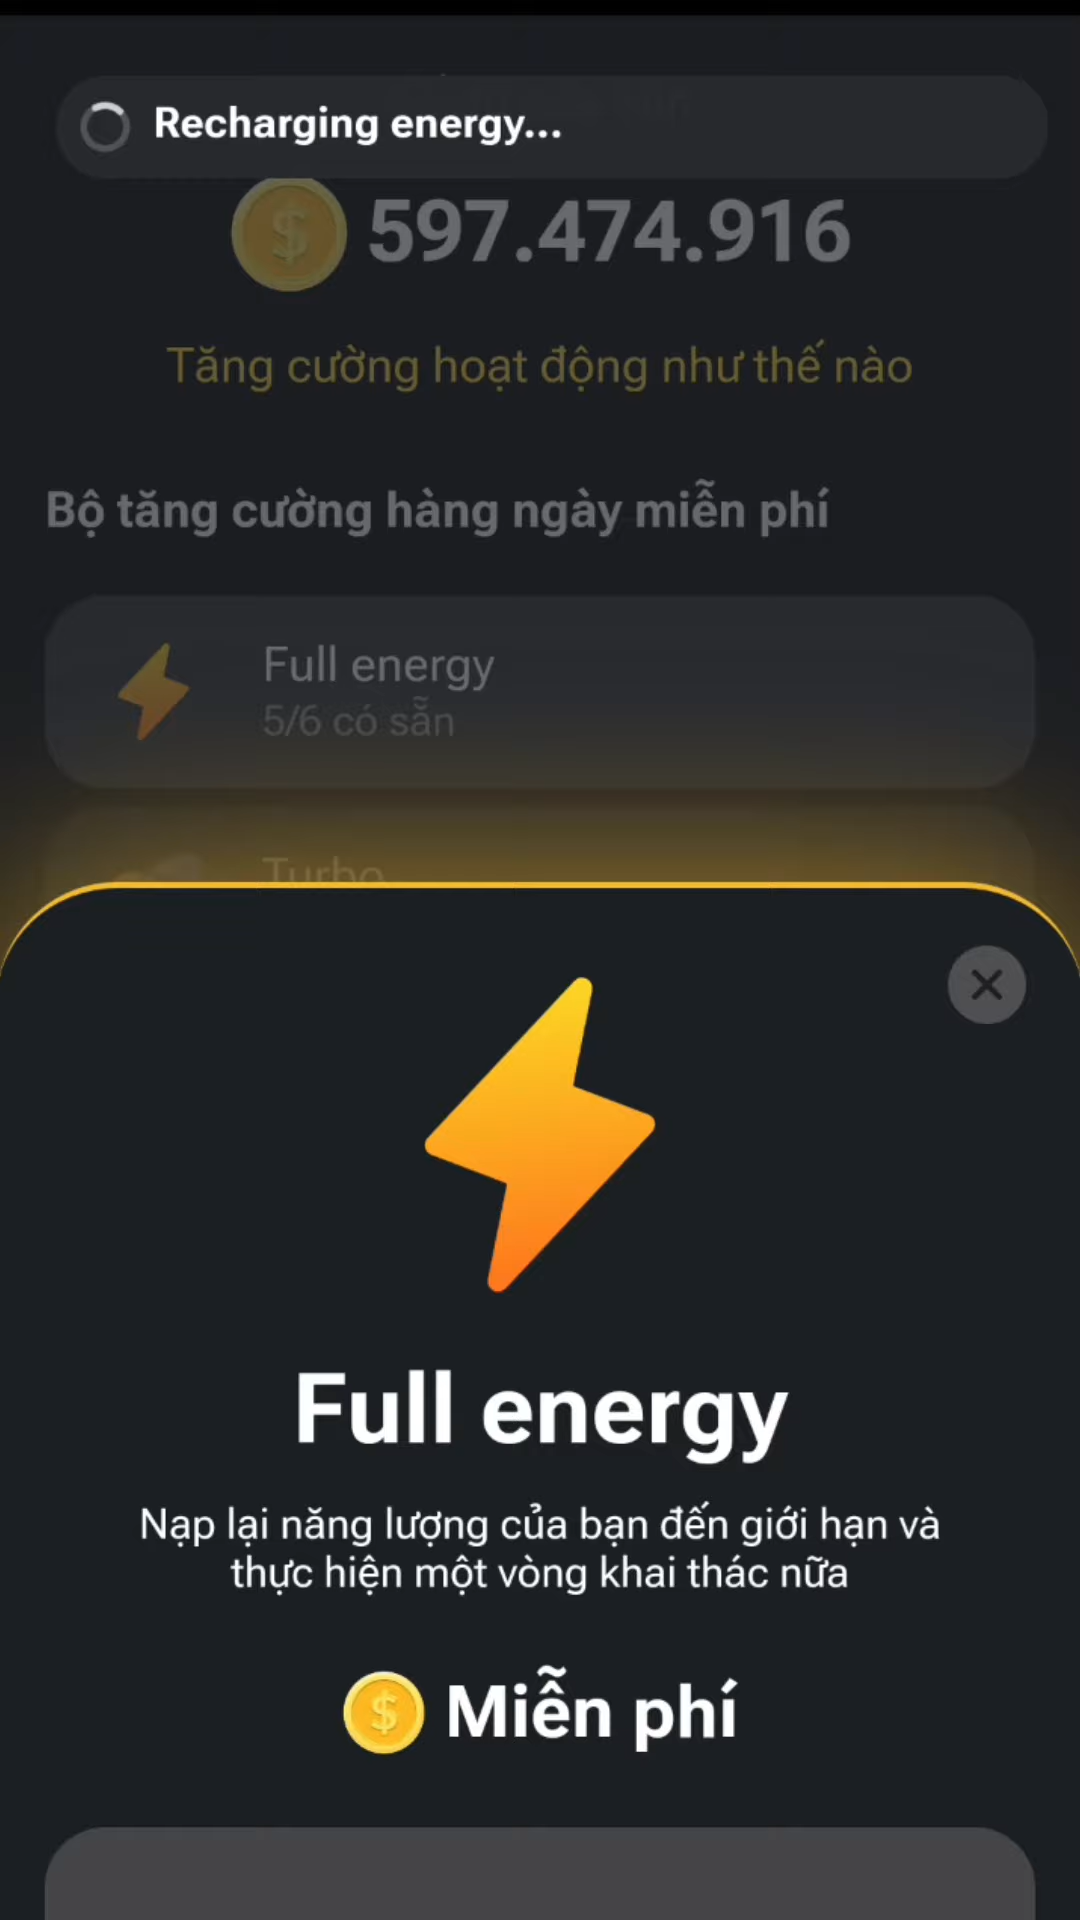 Recharging energy...
597.474.916
Tăng cường hoạt động như thế nào
Bộ tăng cường hàng ngày miễn phí
Full energy
5/6 có sẵn
Turbo
Full energy
Nạp lại năng lượng của bạn đến giới hạn và
thực hiện một vòng khai thác nữa
Miễn phí